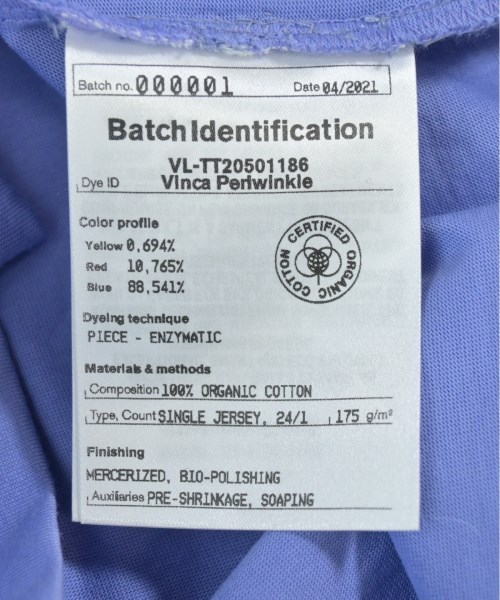 Batch no. 000001 Date 04/2021
BatchIdentification
VL-TT20501186
Dye ID Vinca Periwinkle
Color profile
Yellow 0,694%
Red 10,765%
Blue 88,541%
CERTIFIED ORGANIC COTTON
Dyeing technique
PIECE - ENZYMATIC
Materials & methods
Composition 100% ORGANIC COTTON
Type, Count SINGLE JERSEY, 24/1 175 g/m²
Finishing
MERCERIZED, BIO-POLISHING
Auxiliaries PRE-SHRINKAGE, SOAPING